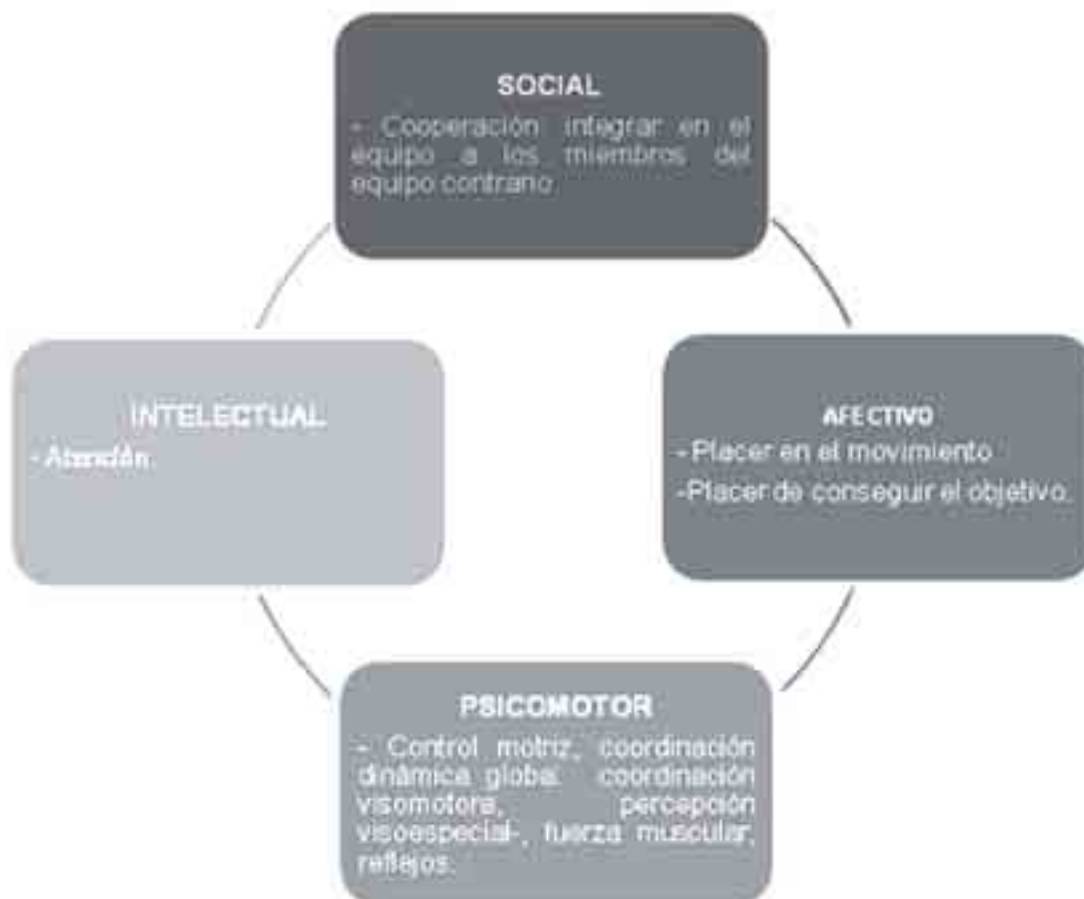 SOCIAL
- Cooperación: integrar en el
equipo a los miembros del
equipo contrario
INTELECTUAL
- Atención.
AFECTIVO
- Placer en el movimiento
-Placer de conseguir el objetivo.
PSICOMOTOR
- Control motriz, coordinación
dinámica global coordinación
visomotora, percepción
visoespecial-, fuerza muscular,
reflejos.